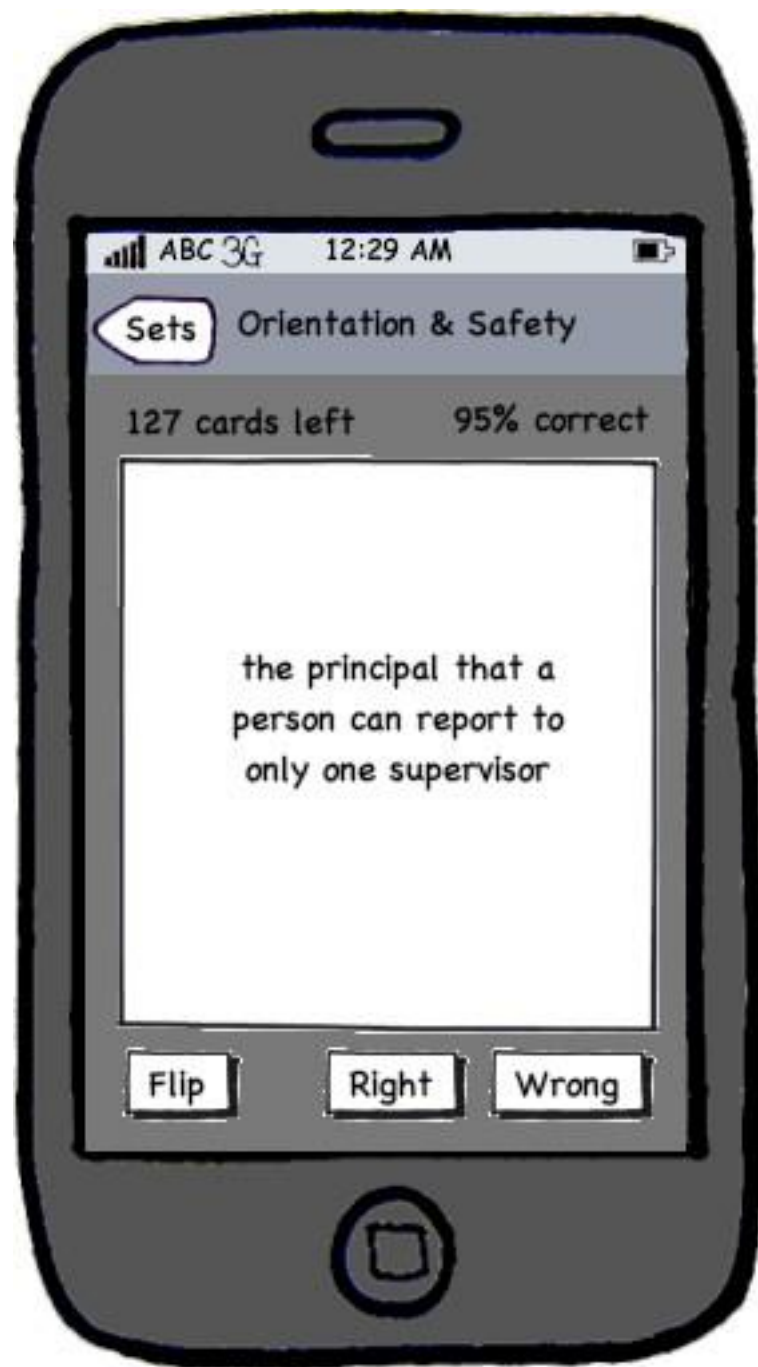 ABC 3G 12:29 AM
Sets Orientation & Safety
127 cards left 95% correct
the principal that a
person can report to
only one supervisor
Flip Right Wrong